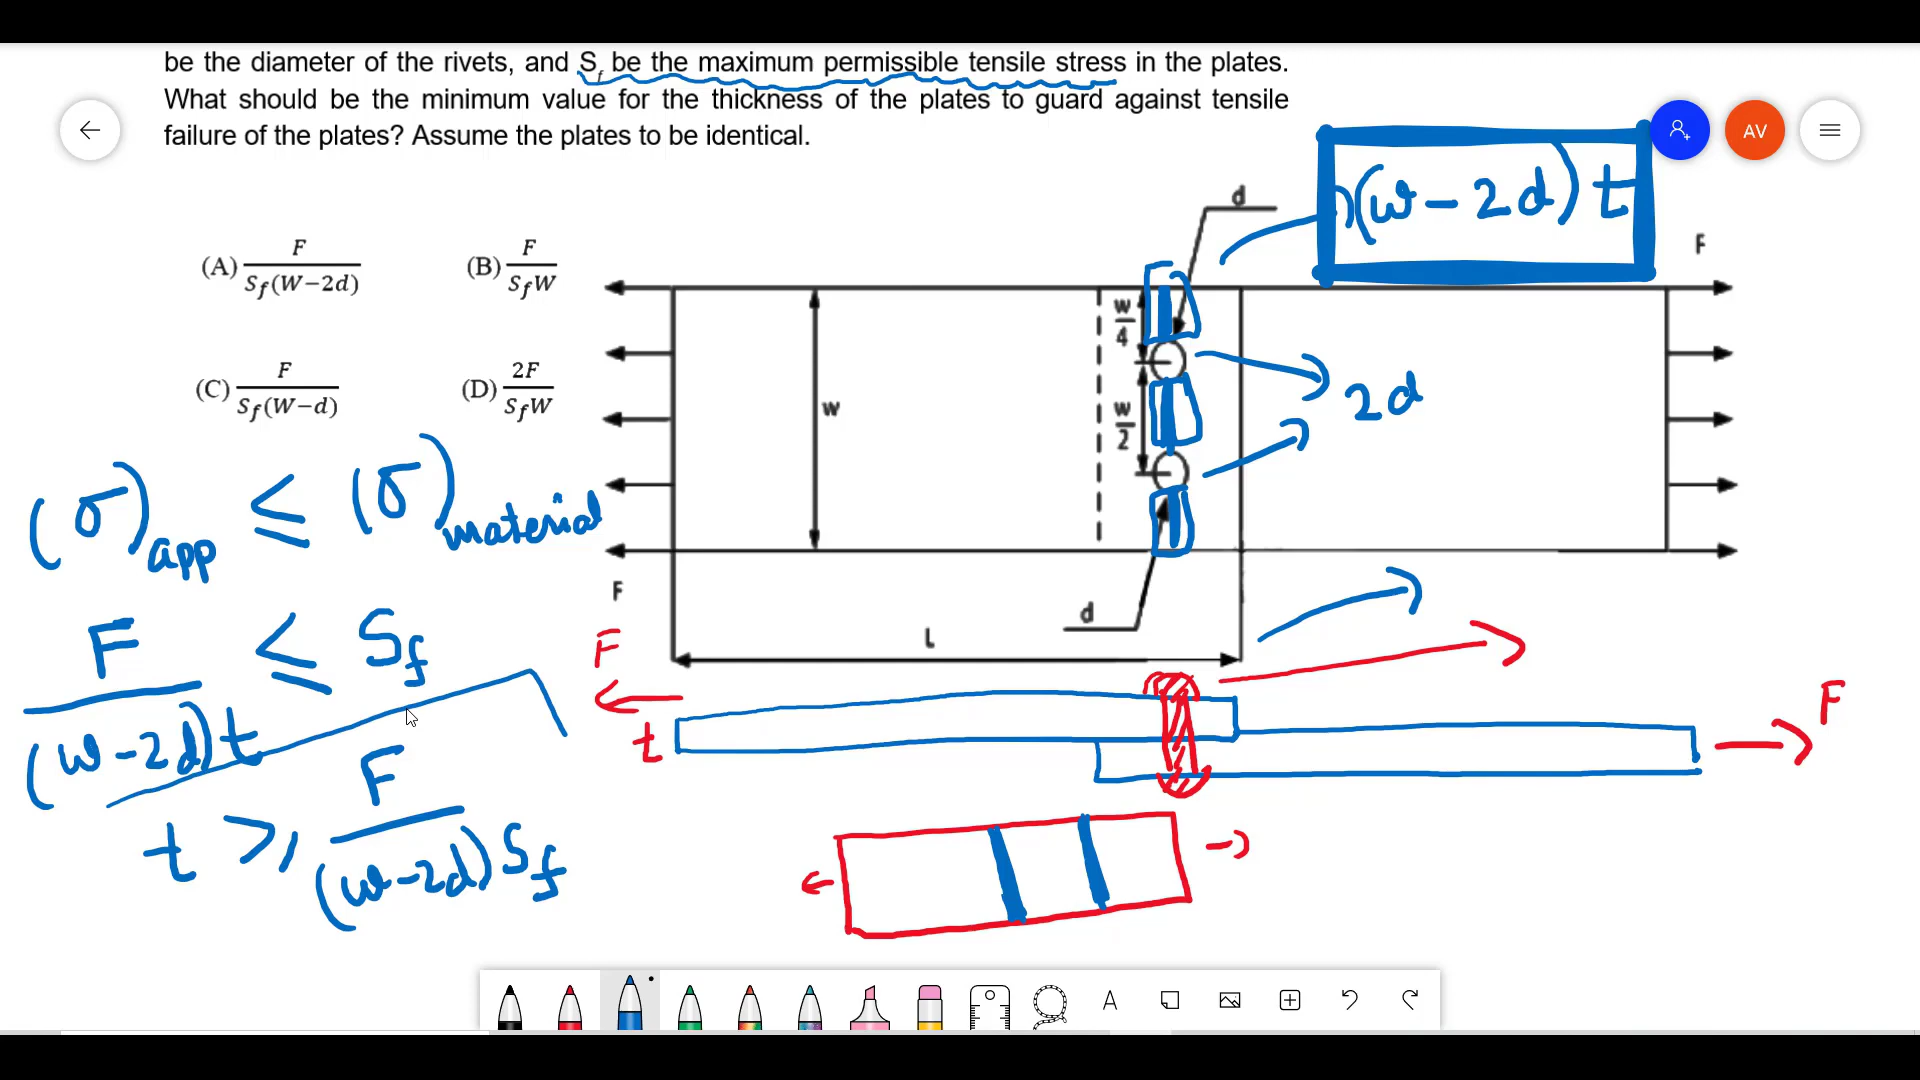 be the diameter of the rivets, and S_f be the maximum permissible tensile stress in the plates.
What should be the minimum value for the thickness of the plates to guard against tensile
failure of the plates? Assume the plates to be identical.
AV
(w - 2d) t
d
F
(A) F / S_f(W−2d)
(B) F / S_fW
w/4
(C) F / S_f(W−d)
(D) 2F / S_fW
w
w/2
2d
(σ)app ≤ (σ)material
F
d
L
F / (w-2d)t ≤ S_f
F
t
F
t ≥ F / (w-2d) S_f
A